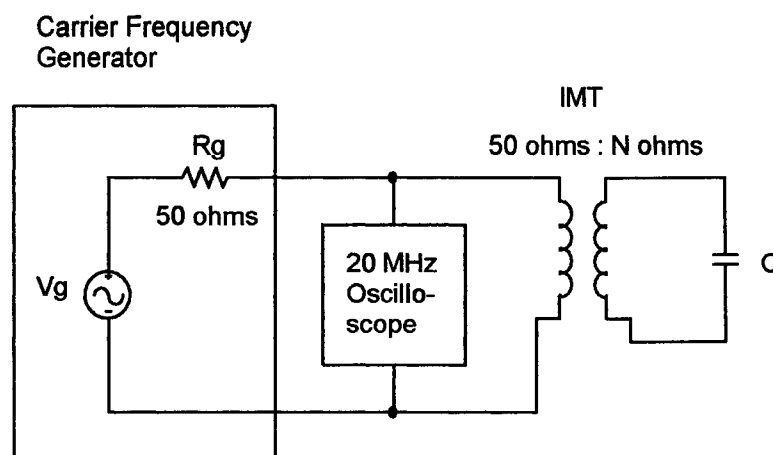 Carrier Frequency
Generator
IMT
50 ohms : N ohms
Rg
50 ohms
Vg
20 MHz
Oscillo-
scope
C